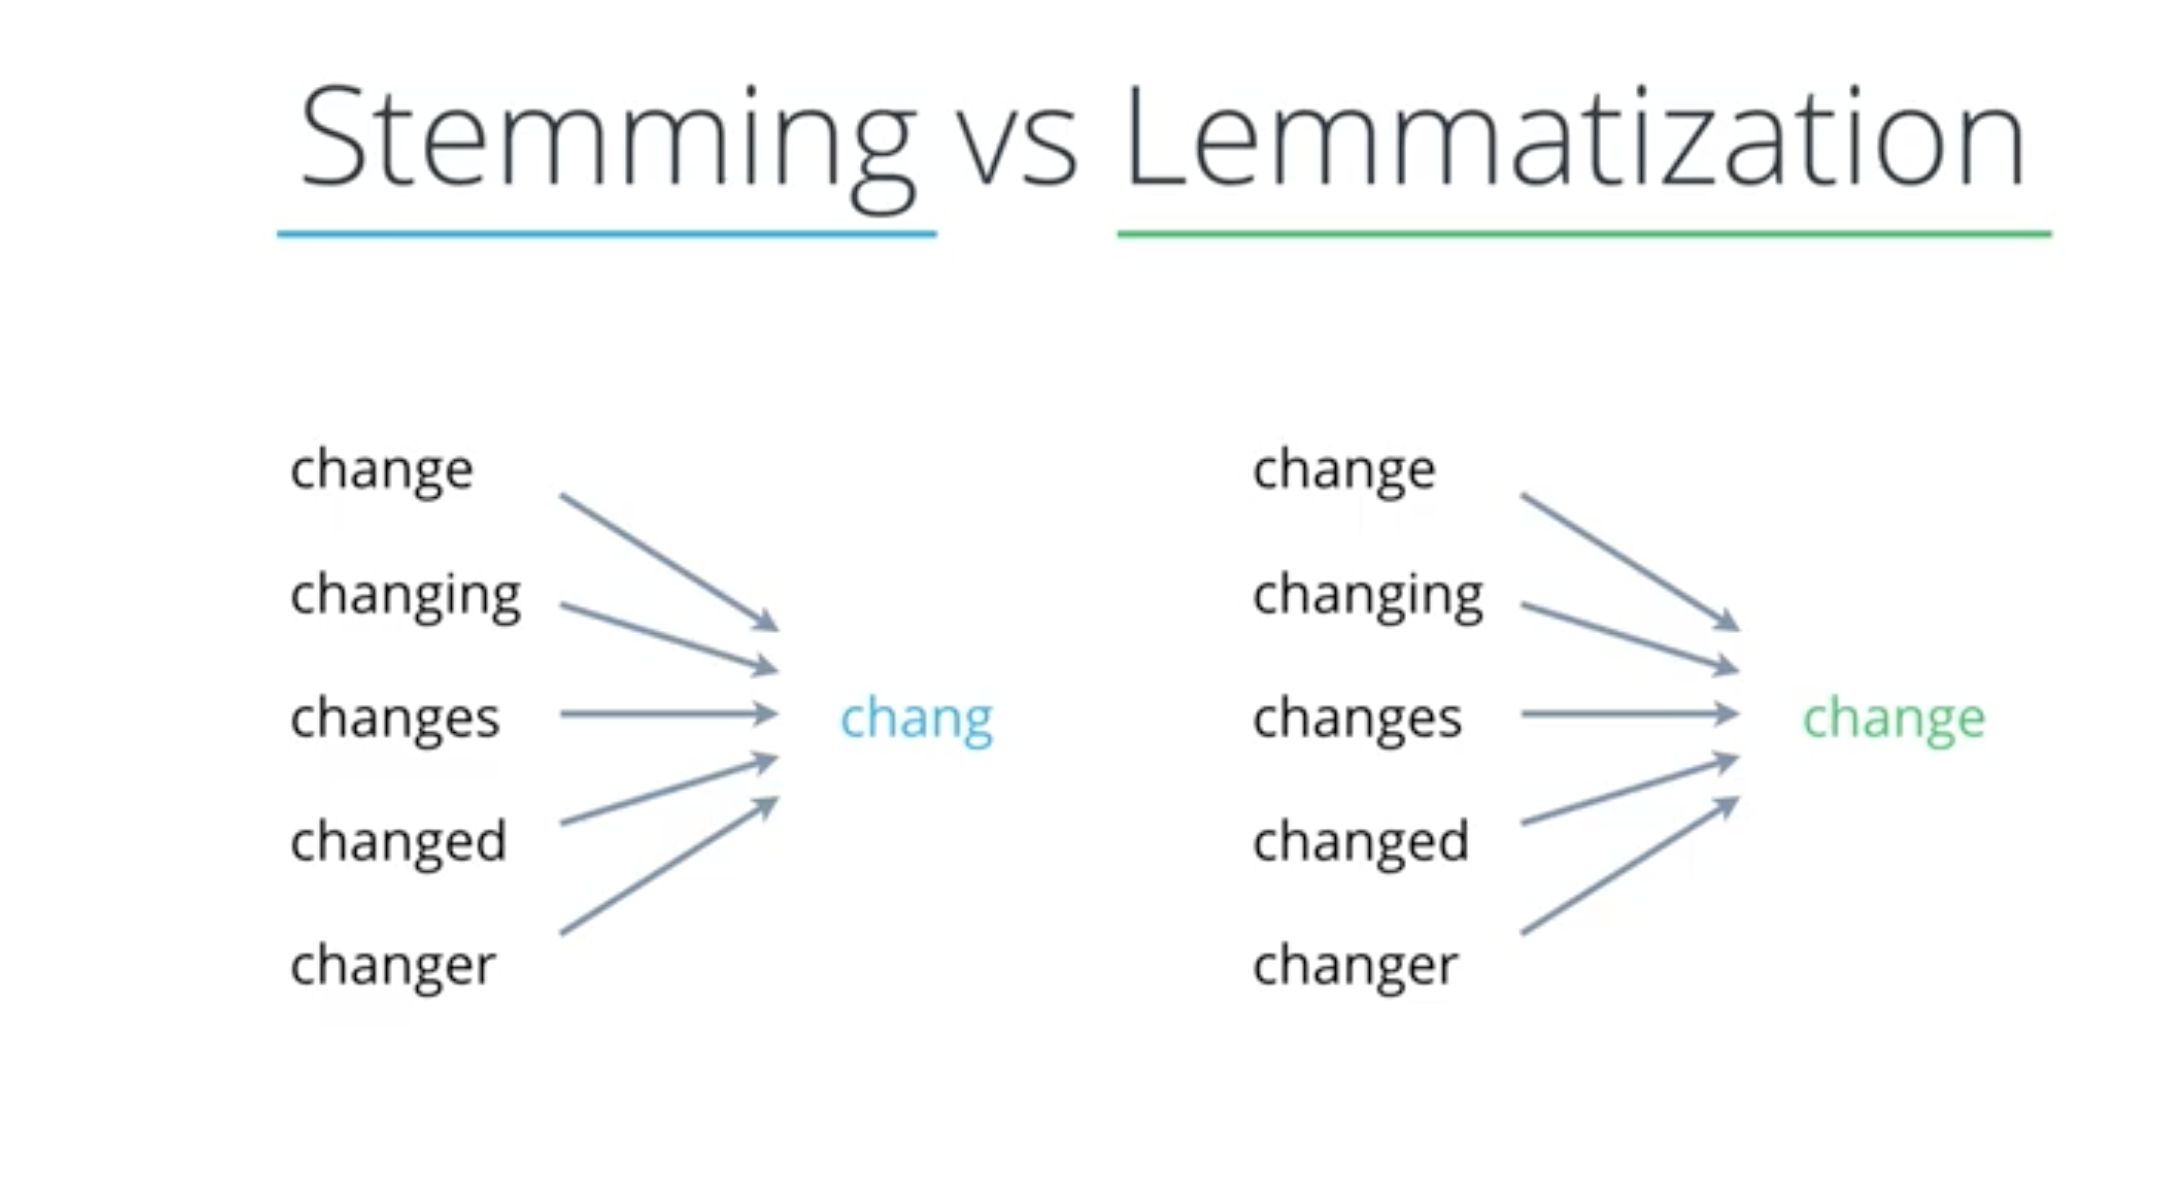 Stemming vs Lemmatization
change
changing
changes
changed
changer
chang
change
changing
changes
changed
changer
change